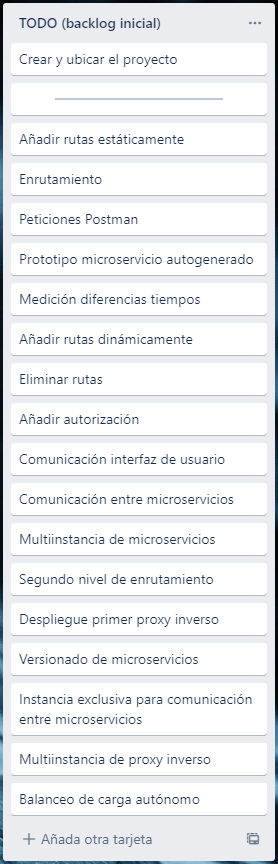 TODO (backlog inicial)
Crear y ubicar el proyecto
Añadir rutas estáticamente
Enrutamiento
Peticiones Postman
Prototipo microservicio autogenerado
Medición diferencias tiempos
Añadir rutas dinámicamente
Eliminar rutas
Añadir autorización
Comunicación interfaz de usuario
Comunicación entre microservicios
Multiinstancia de microservicios
Segundo nivel de enrutamiento
Despliegue primer proxy inverso
Versionado de microservicios
Instancia exclusiva para comunicación
entre microservicios
Multiinstancia de proxy inverso
Balanceo de carga autónomo
+ Añada otra tarjeta